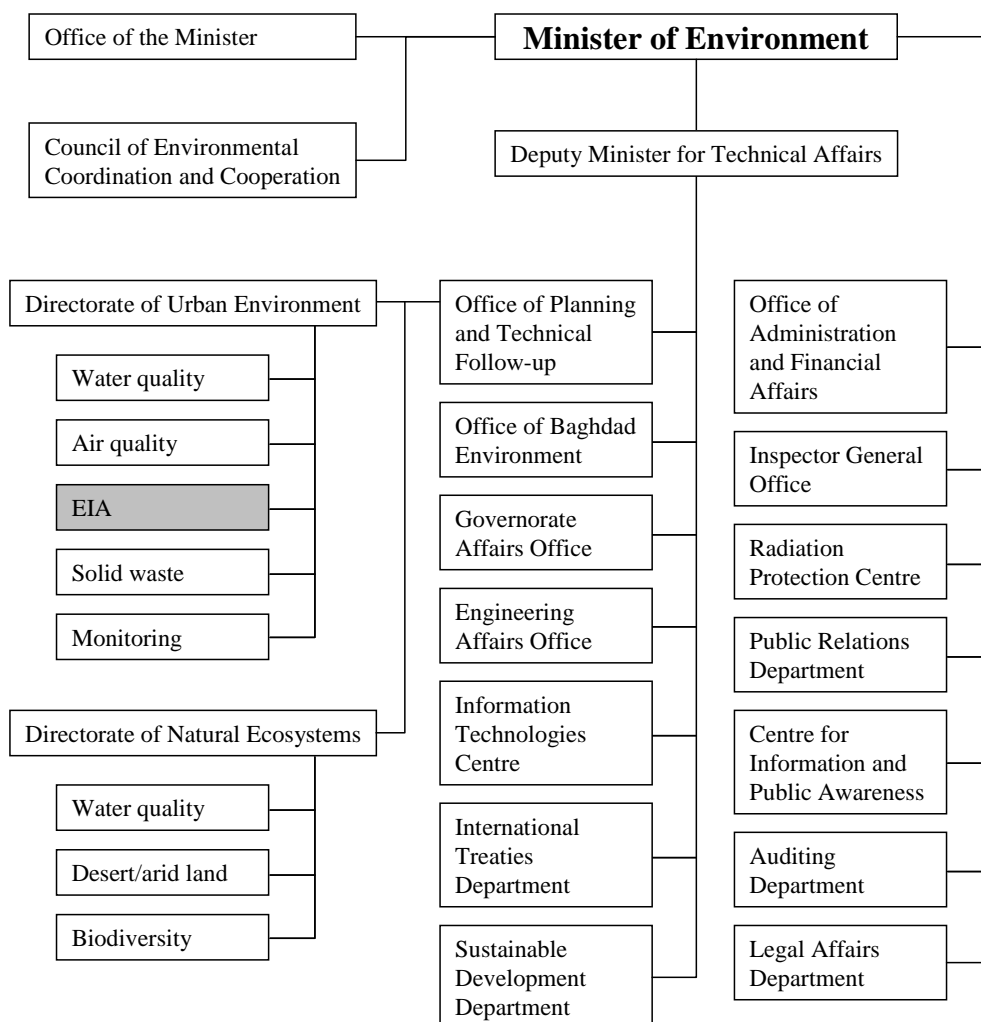 Office of the Minister
Minister of Environment
Council of Environmental
Coordination and Cooperation
Deputy Minister for Technical Affairs
Directorate of Urban Environment
Water quality
Air quality
EIA
Solid waste
Monitoring
Directorate of Natural Ecosystems
Water quality
Desert/arid land
Biodiversity
Office of Planning
and Technical
Follow-up
Office of Baghdad
Environment
Governorate
Affairs Office
Engineering
Affairs Office
Information
Technologies
Centre
International
Treaties
Department
Sustainable
Development
Department
Office of
Administration
and Financial
Affairs
Inspector General
Office
Radiation
Protection Centre
Public Relations
Department
Centre for
Information and
Public Awareness
Auditing
Department
Legal Affairs
Department